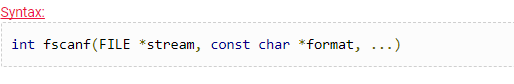 Syntax:
int fscanf(FILE *stream, const char *format, ...)